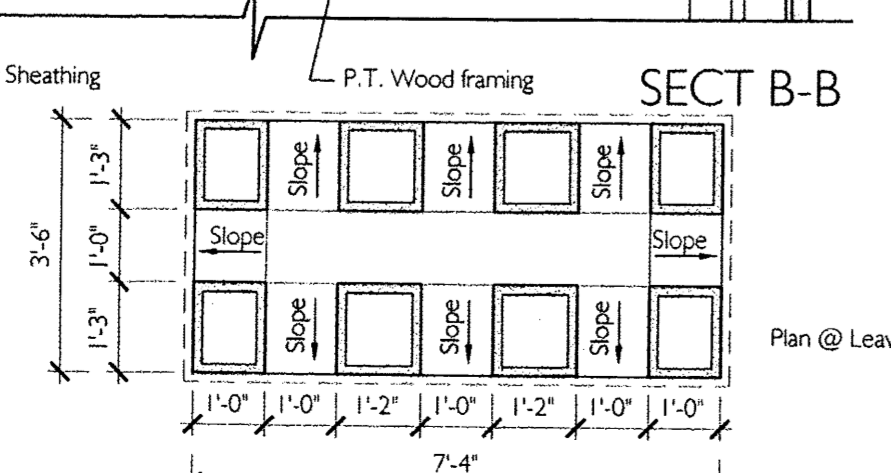 Sheathing
P.T. Wood framing
SECT B-B
3'-6"
1'-3"
1'-0"
1'-3"
Slope
Slope
Slope
Slope
Slope
Slope
Slope
Slope
Plan @ Leav
1'-0"
1'-0"
1'-2"
1'-0"
1'-2"
1'-0"
1'-0"
7'-4"